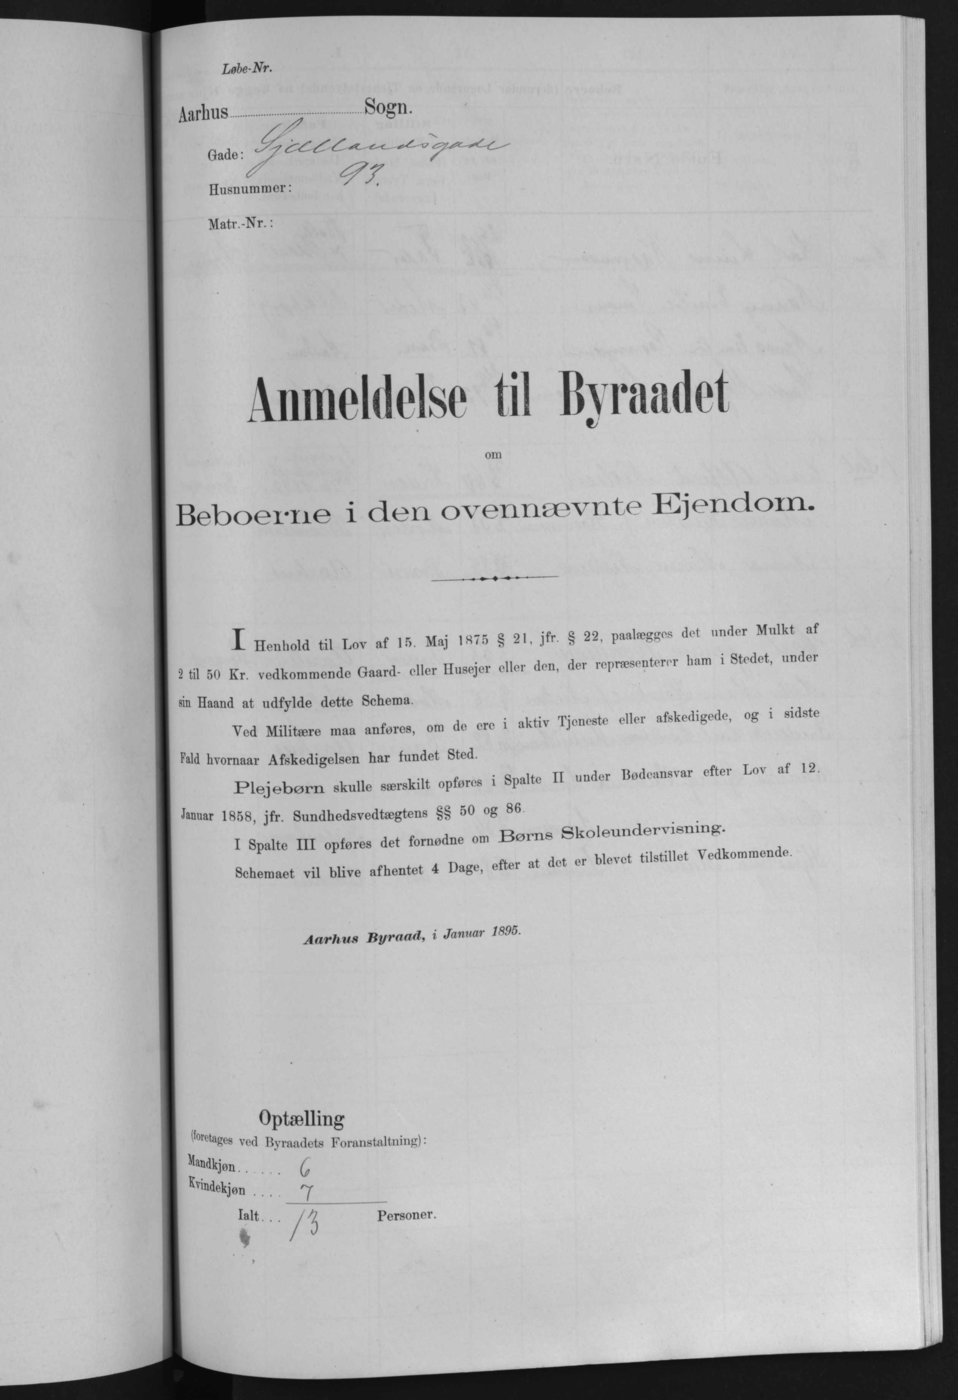 Løbe-Nr.
Aarhus Sogn.
Gade: Sjællandsgade
Husnummer: 93.
Matr.-Nr.:
Anmeldelse til Byraadet
om
Beboerne i den ovennævnte Ejendom.
I Henhold til Lov af 15. Maj 1875 § 21, jfr. § 22, paalægges det under Mulkt af
2 til 50 Kr. vedkommende Gaard- eller Husejer eller den, der repræsenterer ham i Stedet, under
sin Haand at udfylde dette Schema.
Ved Militære maa anføres, om de ere i aktiv Tjeneste eller afskedigede, og i sidste
Fald hvornaar Afskedigelsen har fundet Sted.
Plejebørn skulle særskilt opføres i Spalte II under Bødeansvar efter Lov af 12.
Januar 1858, jfr. Sundhedsvedtægtens §§ 50 og 86.
I Spalte III opføres det fornødne om Børns Skoleundervisning.
Schemaet vil blive afhentet 4 Dage, efter at det er blevet tilstillet Vedkommende.
Aarhus Byraad, i Januar 1895.
Optælling
(foretages ved Byraadets Foranstaltning):
Mandkjøn...... 6
Kvindekjøn .... 7
Ialt... 13 Personer.